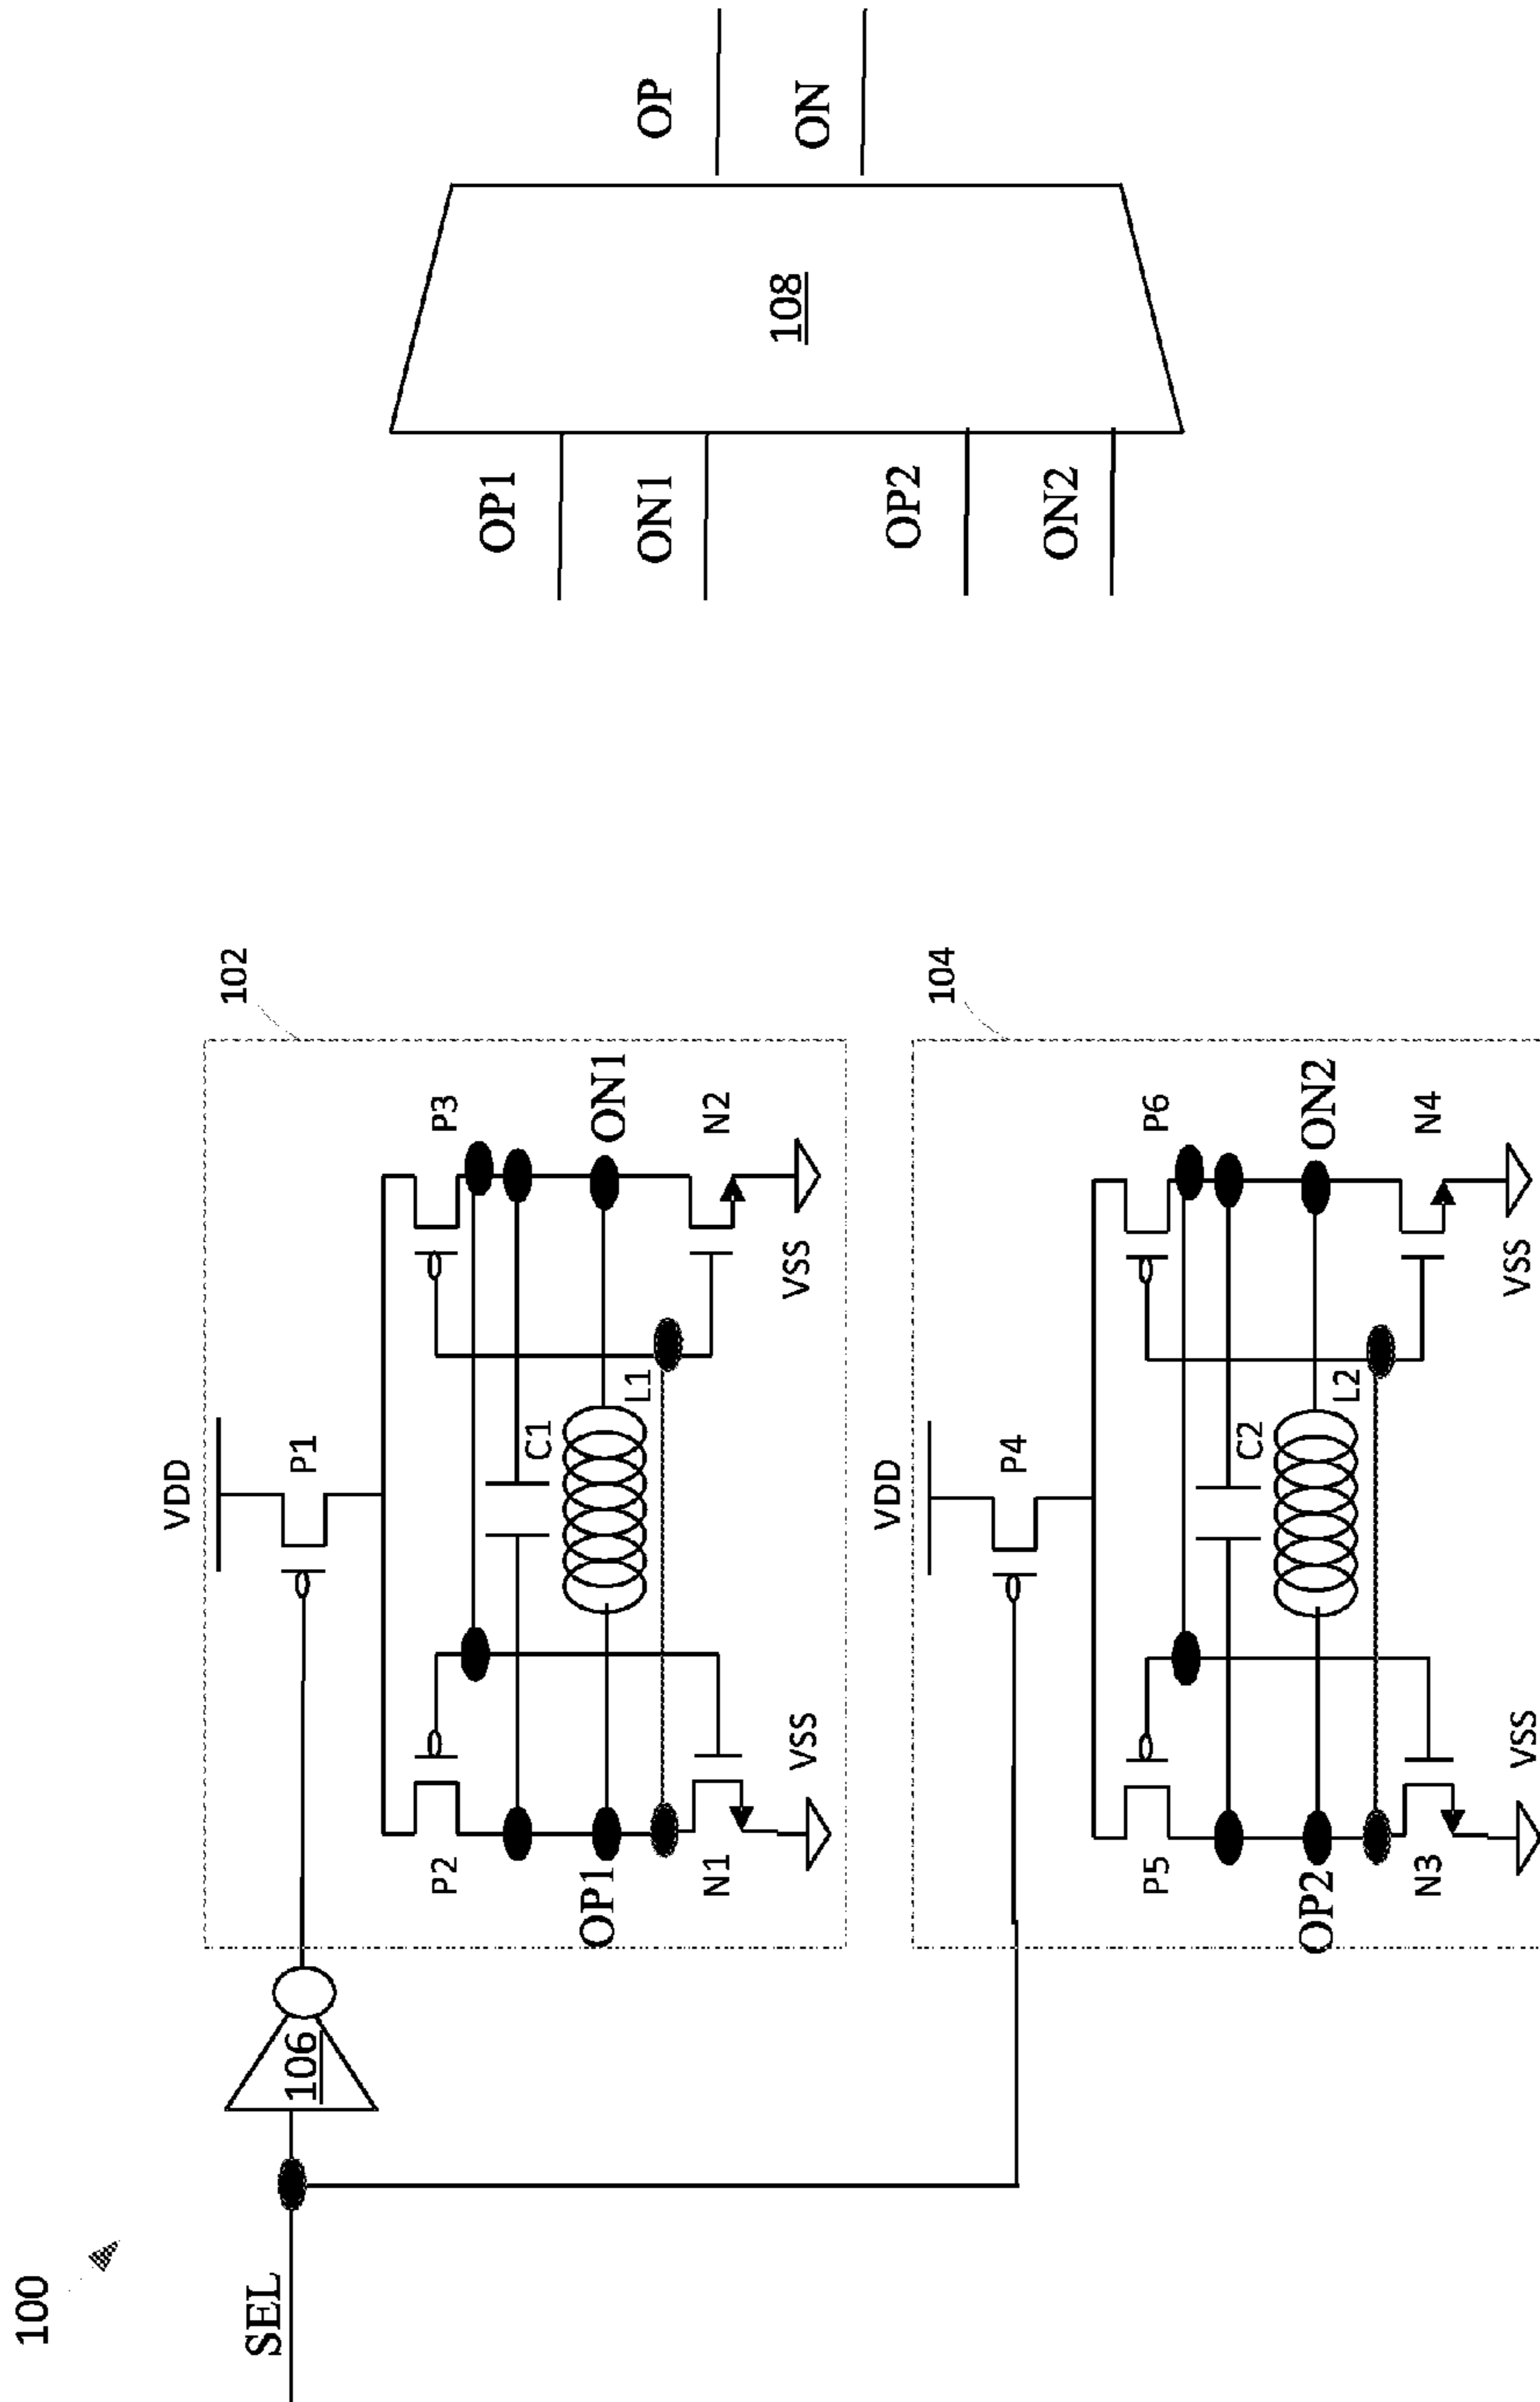 100
SEL
106
102
VDD
P1
P2
P3
C1
OP1
L1
ON1
N1
N2
VSS
VSS
104
VDD
P4
P5
P6
C2
OP2
L2
ON2
N3
N4
VSS
VSS
OP1
ON1
OP2
ON2
108
OP
ON